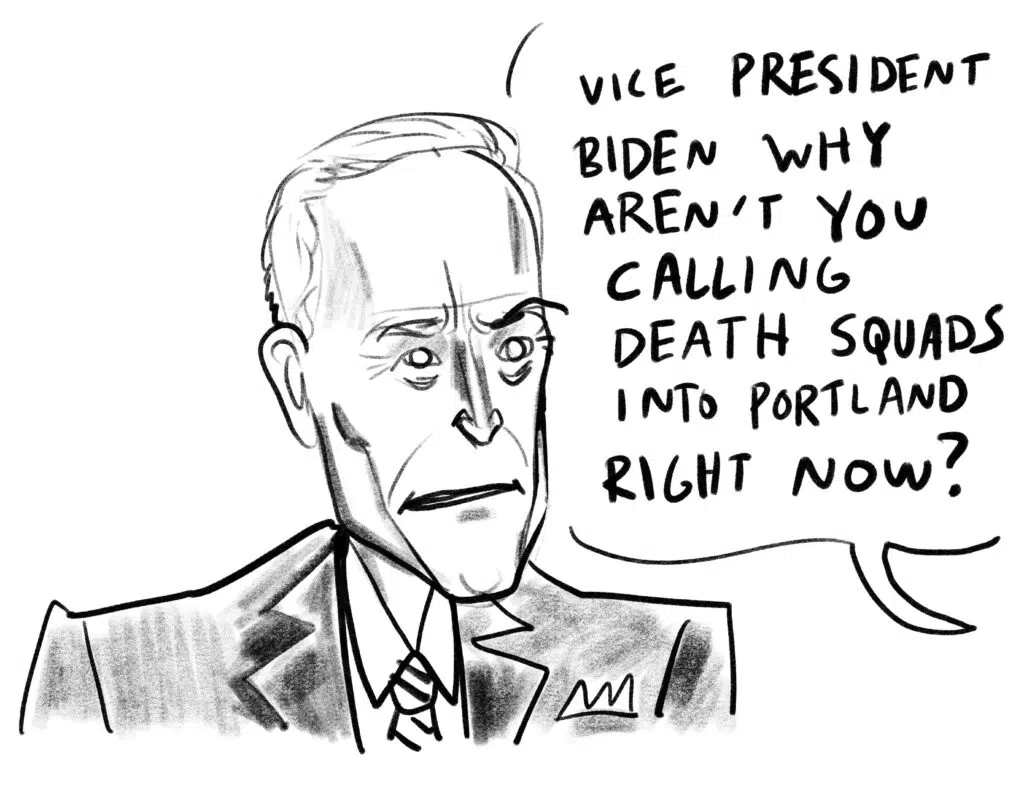 VICE PRESIDENT
BIDEN WHY
AREN'T YOU
CALLING
DEATH SQUADS
INTO PORTLAND
RIGHT NOW?